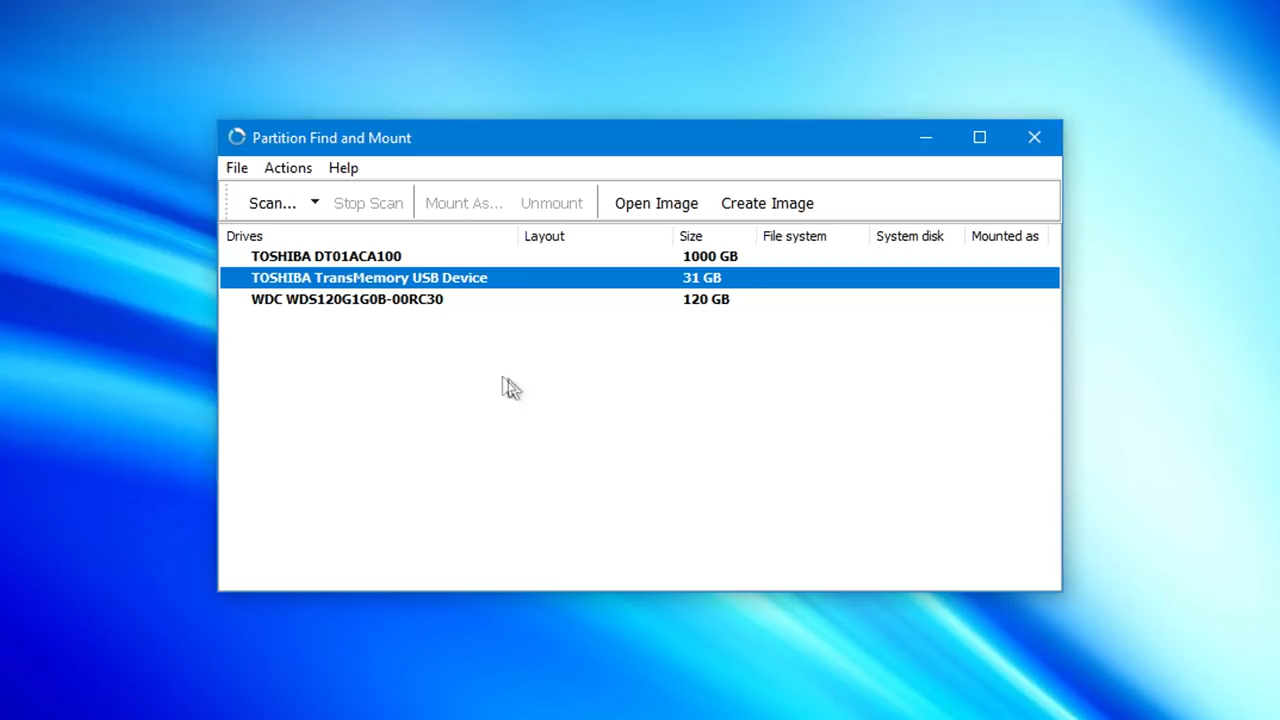 Partition Find and Mount
File Actions Help
Scan... Stop Scan Mount As... Unmount Open Image Create Image
Drives Layout Size File system System disk Mounted as
TOSHIBA DT01ACA100 1000 GB
TOSHIBA TransMemory USB Device 31 GB
WDC WDS120G1G0B-00RC30 120 GB